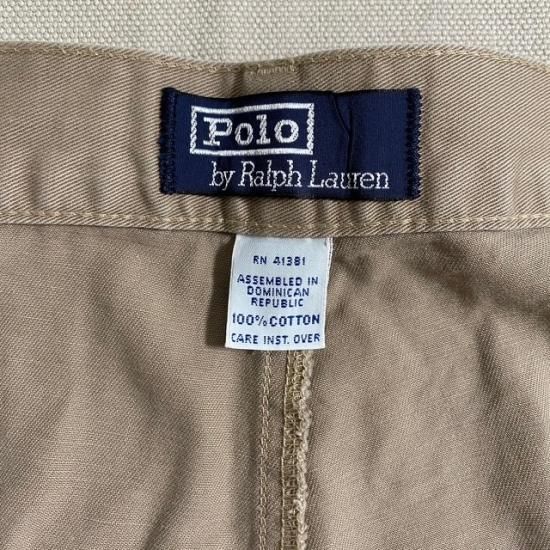 Polo
by Ralph Lauren
RN 41381
ASSEMBLED IN
DOMINICAN
REPUBLIC
100% COTTON
CARE INST. OVER